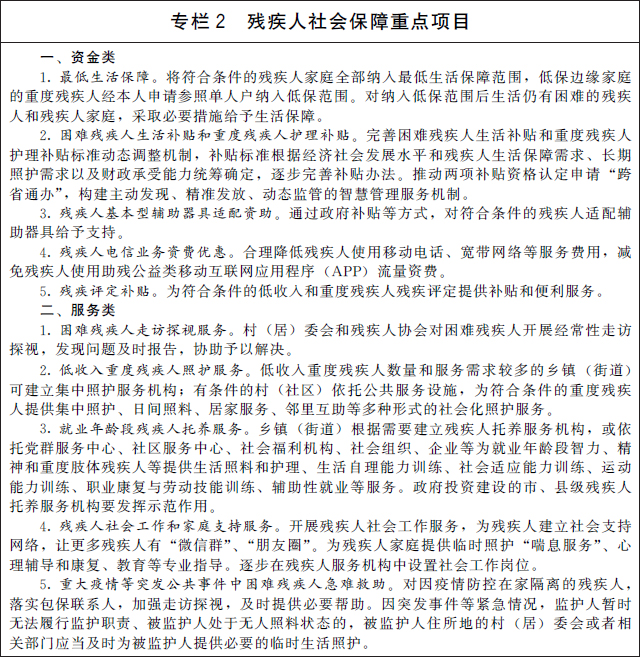 专栏2　残疾人社会保障重点项目
一、资金类
1. 最低生活保障。将符合条件的残疾人家庭全部纳入最低生活保障范围，低保边缘家庭
的重度残疾人经本人申请参照单人户纳入低保范围。对纳入低保范围后生活仍有困难的残疾
人和残疾人家庭，采取必要措施给予生活保障。
2. 困难残疾人生活补贴和重度残疾人护理补贴。完善困难残疾人生活补贴和重度残疾人
护理补贴标准动态调整机制，补贴标准根据经济社会发展水平和残疾人生活保障需求、长期
照护需求以及财政承受能力统筹确定，逐步完善补贴办法。推动两项补贴资格认定申请“跨
省通办”，构建主动发现、精准发放、动态监管的智慧管理服务机制。
3. 残疾人基本型辅助器具适配资助。通过政府补贴等方式，对符合条件的残疾人适配辅
助器具给予支持。
4. 残疾人电信业务资费优惠。合理降低残疾人使用移动电话、宽带网络等服务费用，减
免残疾人使用助残公益类移动互联网应用程序（APP）流量资费。
5. 残疾评定补贴。为符合条件的低收入和重度残疾人残疾评定提供补贴和便利服务。
二、服务类
1. 困难残疾人走访探视服务。村（居）委会和残疾人协会对困难残疾人开展经常性走访
探视，发现问题及时报告，协助予以解决。
2. 低收入重度残疾人照护服务。低收入重度残疾人数量和服务需求较多的乡镇（街道）
可建立集中照护服务机构；有条件的村（社区）依托公共服务设施，为符合条件的重度残疾
人提供集中照护、日间照料、居家服务、邻里互助等多种形式的社会化照护服务。
3. 就业年龄段残疾人托养服务。乡镇（街道）根据需要建立残疾人托养服务机构，或依
托党群服务中心、社区服务中心、社会福利机构、社会组织、企业等为就业年龄段智力、精
神和重度肢体残疾人等提供生活照料和护理、生活自理能力训练、社会适应能力训练、运动
能力训练、职业康复与劳动技能训练、辅助性就业等服务。政府投资建设的市、县级残疾人
托养服务机构要发挥示范作用。
4. 残疾人社会工作和家庭支持服务。开展残疾人社会工作服务，为残疾人建立社会支持
网络，让更多残疾人有“微信群”、“朋友圈”。为残疾人家庭提供临时照护“喘息服务”、心
理辅导和康复、教育等专业指导。逐步在残疾人服务机构中设置社会工作岗位。
5. 重大疫情等突发公共事件中困难残疾人急难救助。对因疫情防控在家隔离的残疾人，
落实包保联系人，加强走访探视，及时提供必要帮助。因突发事件等紧急情况，监护人暂时
无法履行监护职责、被监护人处于无人照料状态的，被监护人住所地的村（居）委会或者相
关部门应当及时为被监护人提供必要的临时生活照护。